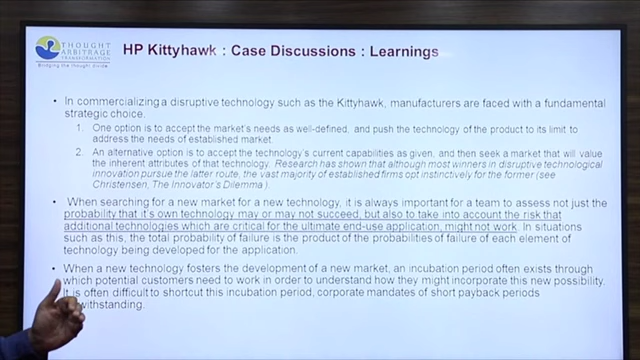 THOUGHT
ARBITRAGE
TRANSFORMATION
Bridging the thought divide
HP Kittyhawk : Case Discussions : Learnings
• In commercializing a disruptive technology such as the Kittyhawk, manufacturers are faced with a fundamental
strategic choice.
1. One option is to accept the market's needs as well-defined, and push the technology of the product to its limit to
address the needs of established market.
2. An alternative option is to accept the technology's current capabilities as given, and then seek a market that will value
the inherent attributes of that technology. Research has shown that although most winners in disruptive technological
innovation pursue the latter route, the vast majority of established firms opt instinctively for the former (see
Christensen, The Innovator's Dilemma ).
• When searching for a new market for a new technology, it is always important for a team to assess not just the
probability that it's own technology may or may not succeed, but also to take into account the risk that
additional technologies which are critical for the ultimate end-use application, might not work. In situations
such as this, the total probability of failure is the product of the probabilities of failure of each element of
technology being developed for the application.
• When a new technology fosters the development of a new market, an incubation period often exists through
which potential customers need to work in order to understand how they might incorporate this new possibility.
It is often difficult to shortcut this incubation period, corporate mandates of short payback periods
withstanding.